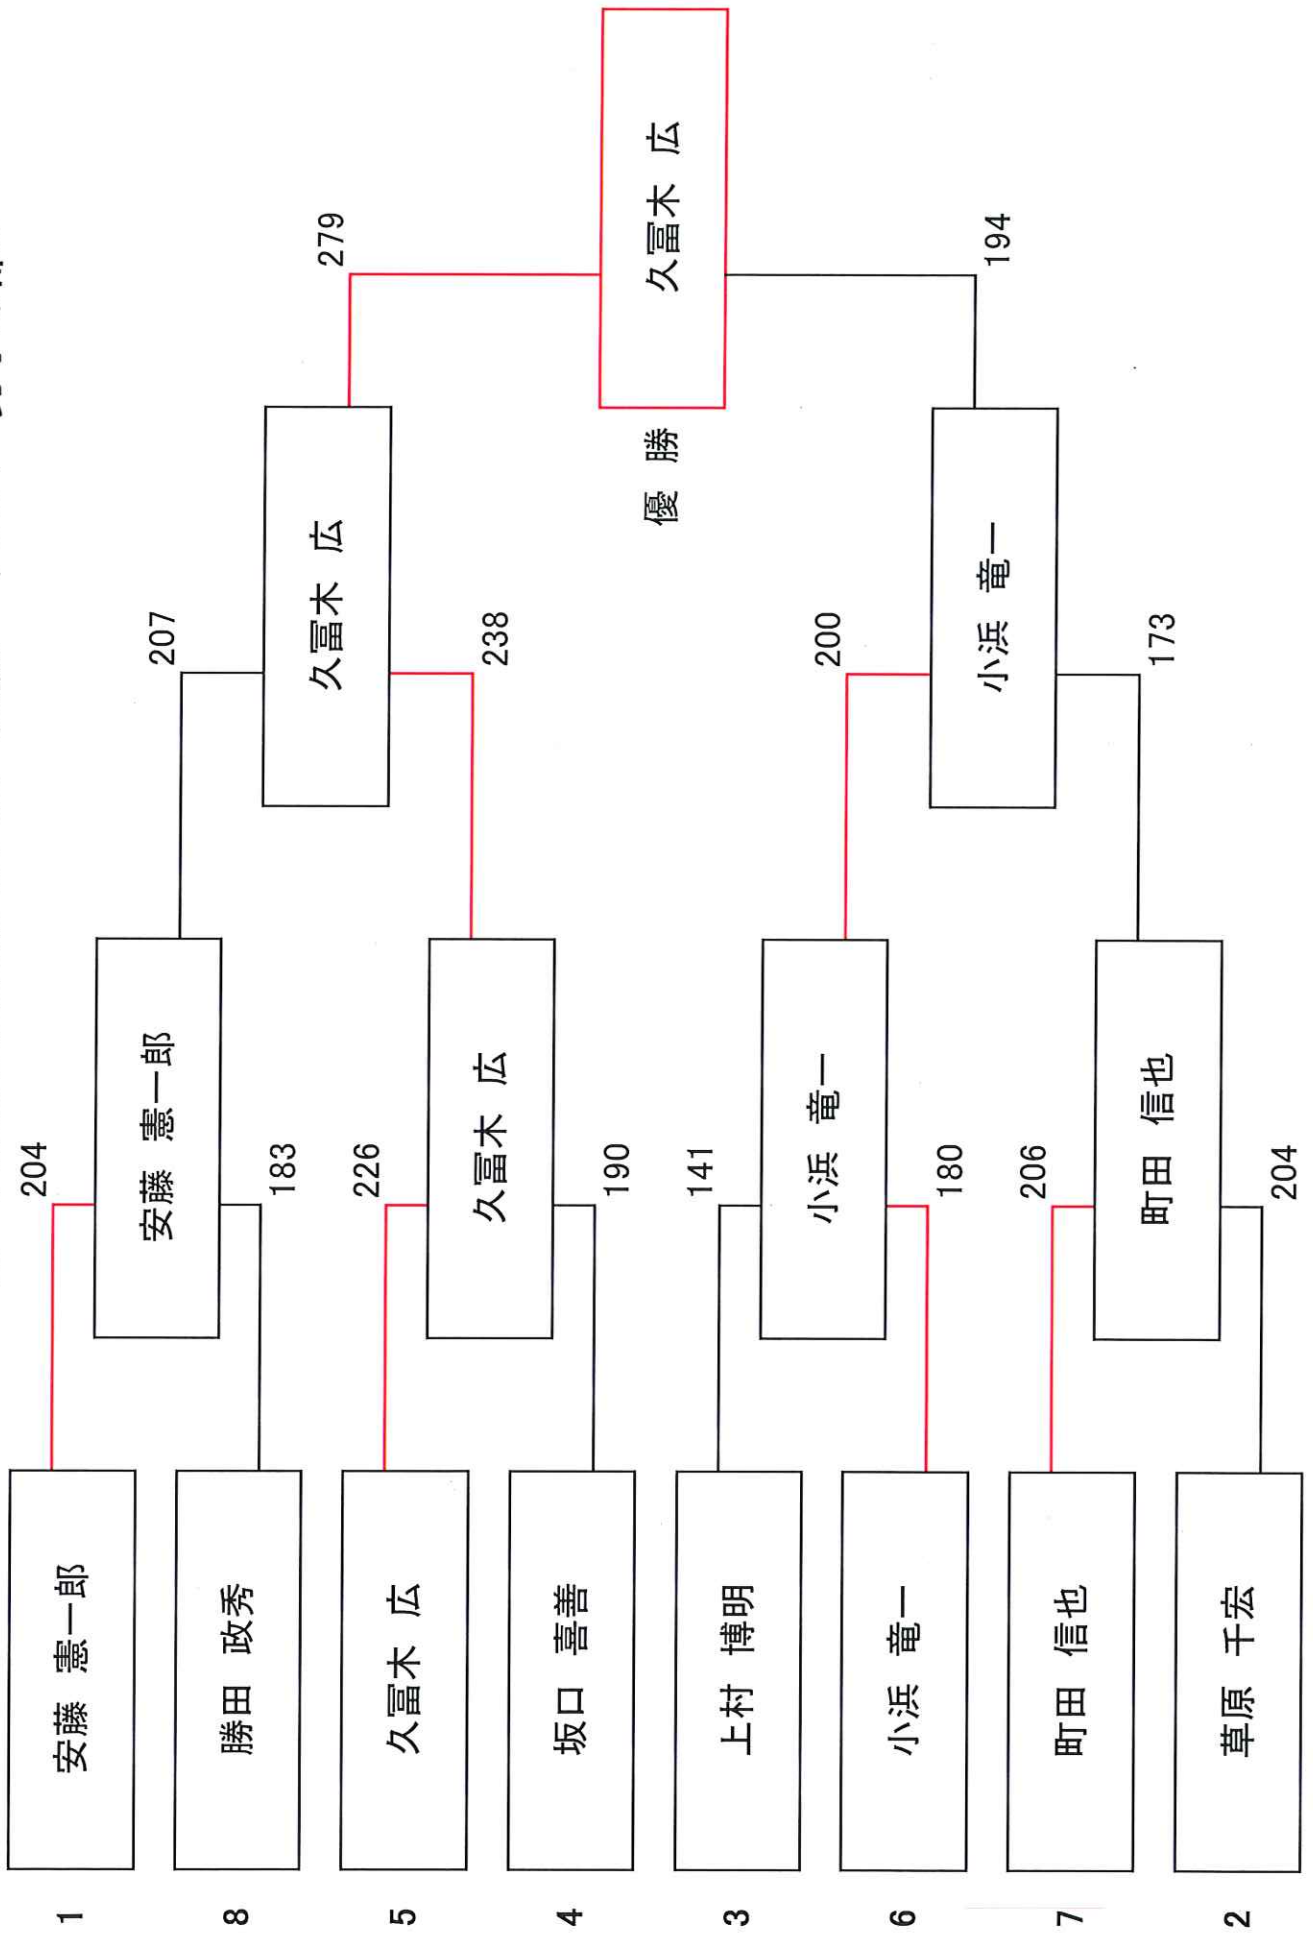 1 安藤 憲一郎
8 勝田 政秀
5 久冨木 広
4 坂口 喜善
3 上村 博明
6 小浜 竜一
7 町田 信也
2 草原 千宏
204
183
226
190
141
180
206
204
安藤 憲一郎
久冨木 広
小浜 竜一
町田 信也
207
238
200
173
久冨木 広
小浜 竜一
279
194
優 勝
久冨木 広